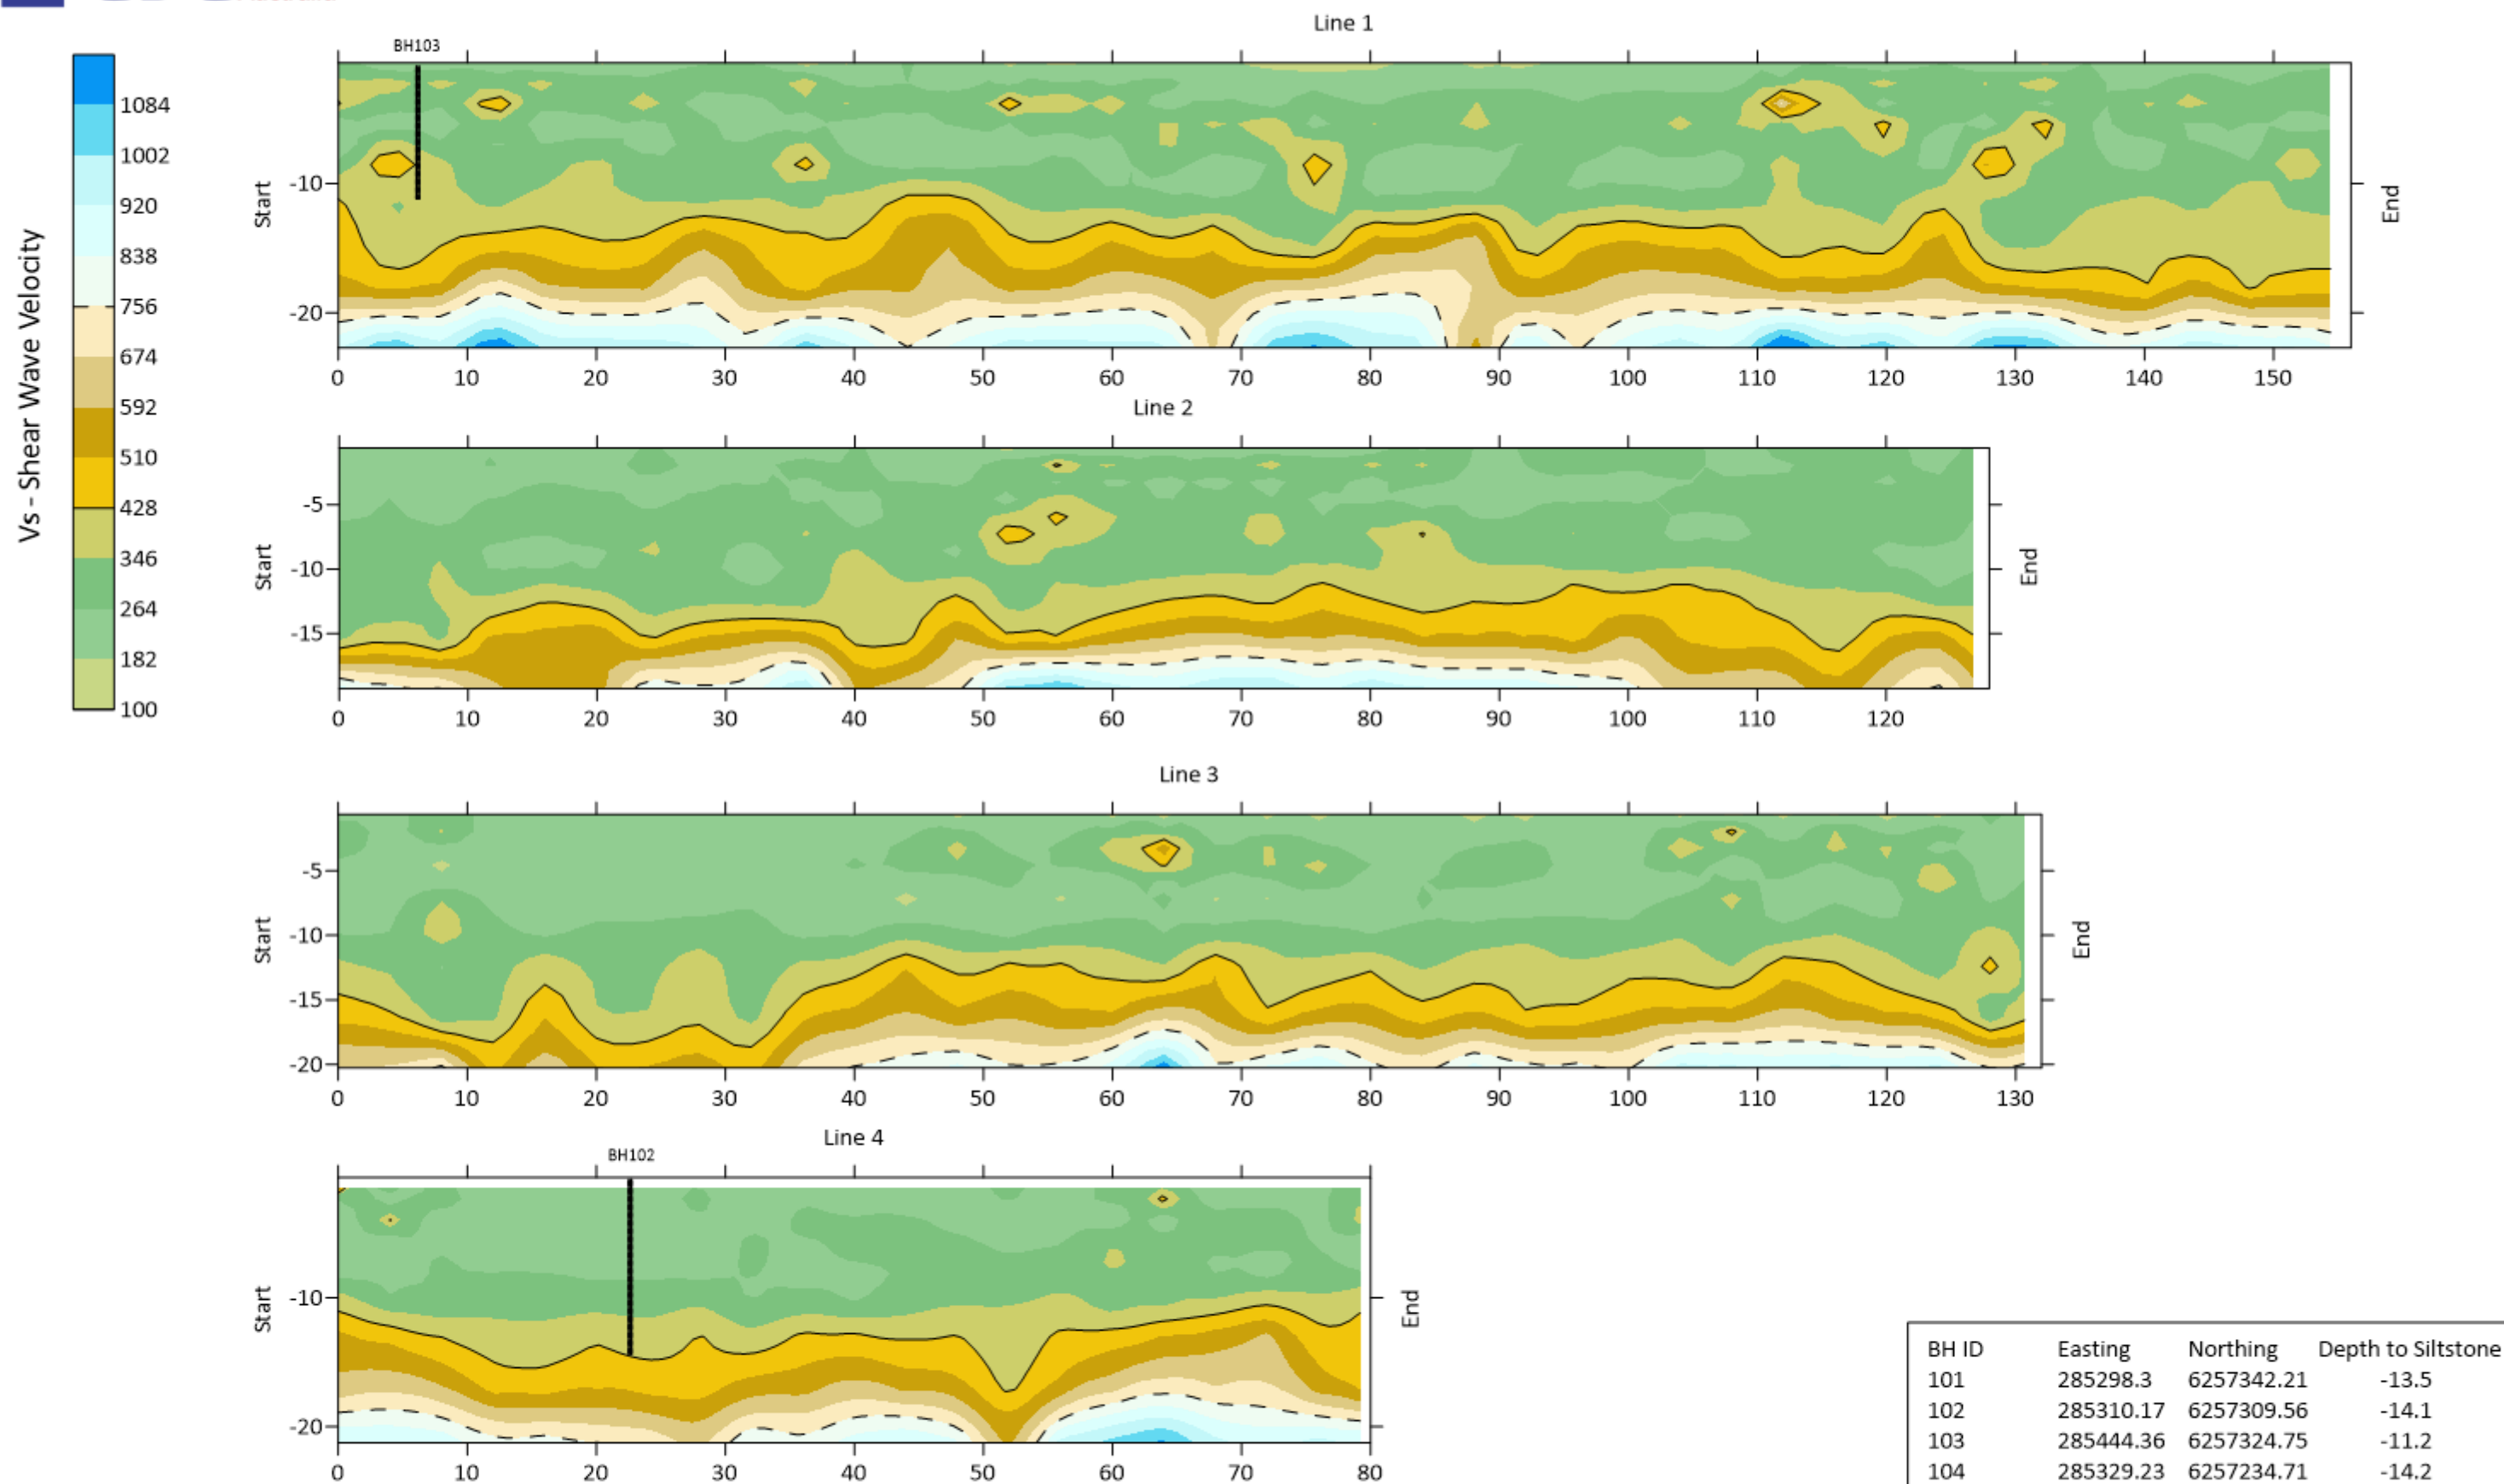 Line 1
BH103
Vs - Shear Wave Velocity
1084
1002
920
838
756
674
592
510
428
346
264
182
100
Start
-10
-20
End
0 10 20 30 40 50 60 70 80 90 100 110 120 130 140 150
Line 2
Start
-5
-10
-15
End
0 10 20 30 40 50 60 70 80 90 100 110 120
Line 3
Start
-5
-10
-15
-20
End
0 10 20 30 40 50 60 70 80 90 100 110 120 130
Line 4
BH102
Start
-10
-20
End
0 10 20 30 40 50 60 70 80
BH ID Easting Northing Depth to Siltstone
101 285298.3 6257342.21 -13.5
102 285310.17 6257309.56 -14.1
103 285444.36 6257324.75 -11.2
104 285329.23 6257234.71 -14.2